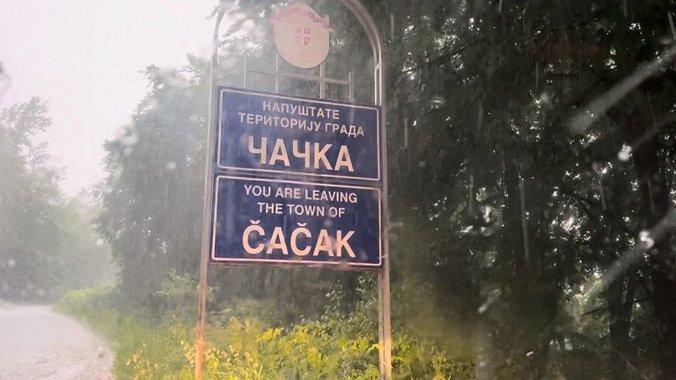 НАПУШТАТЕ
ТЕРИТОРИЈУ ГРАДА
ЧАЧКА
YOU ARE LEAVING
THE TOWN OF
ČAČAK